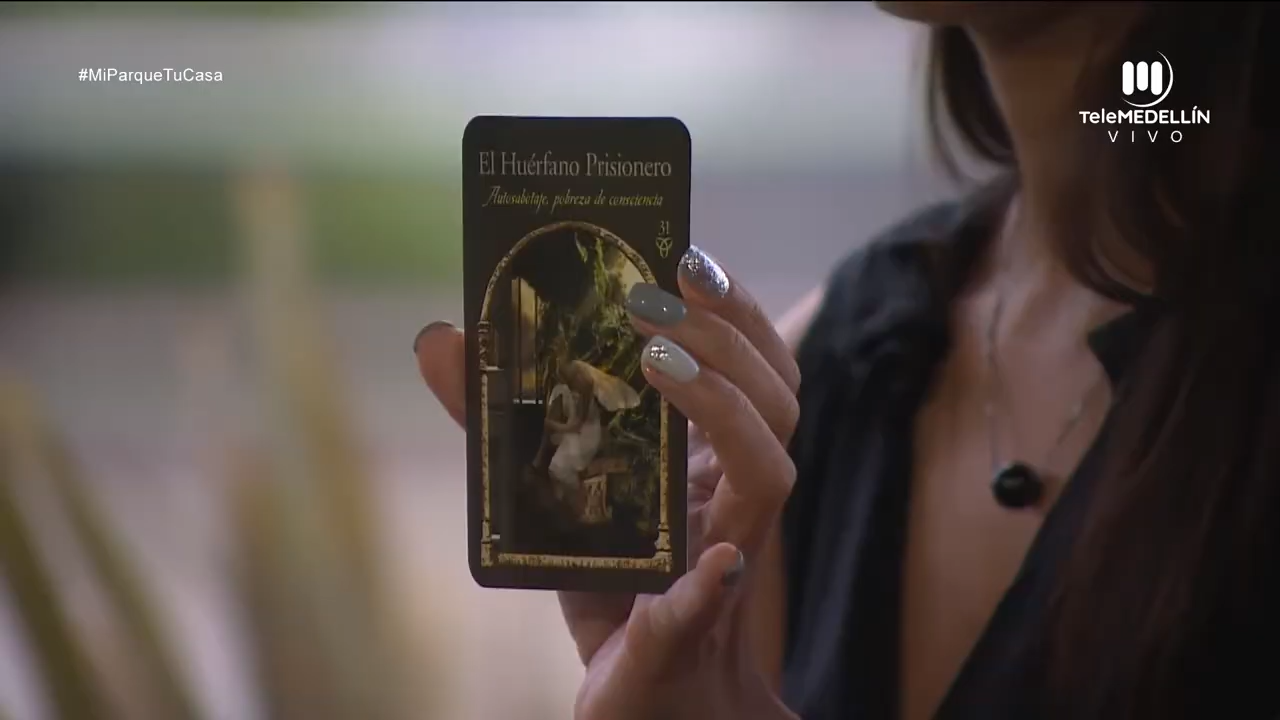 #MiParqueTuCasa
TeleMEDELLÍN
VIVO
El Huérfano Prisionero
Autosabotaje, pobreza de consciencia
31